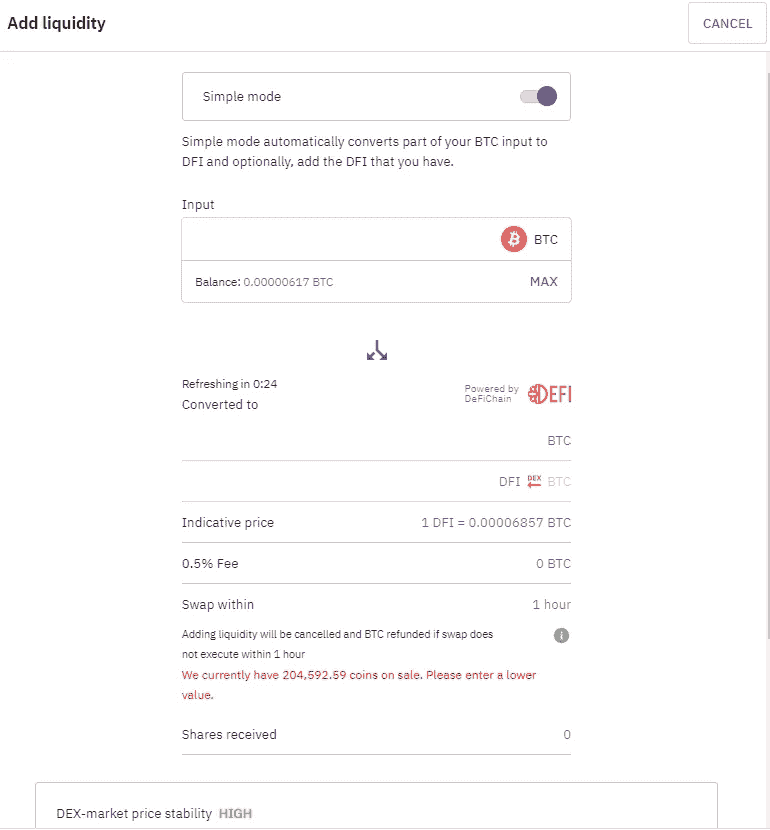 Add liquidity
CANCEL
Simple mode
Simple mode automatically converts part of your BTC input to
DFI and optionally, add the DFI that you have.
Input
BTC
Balance: 0.00000617 BTC
MAX
Refreshing in 0:24
Converted to
Powered by
DeFiChain
DEFI
BTC
DFI DEX BTC
Indicative price
1 DFI = 0.00006857 BTC
0.5% Fee
0 BTC
Swap within
1 hour
Adding liquidity will be cancelled and BTC refunded if swap does
not execute within 1 hour
We currently have 204,592.59 coins on sale. Please enter a lower
value.
Shares received
0
DEX-market price stability HIGH